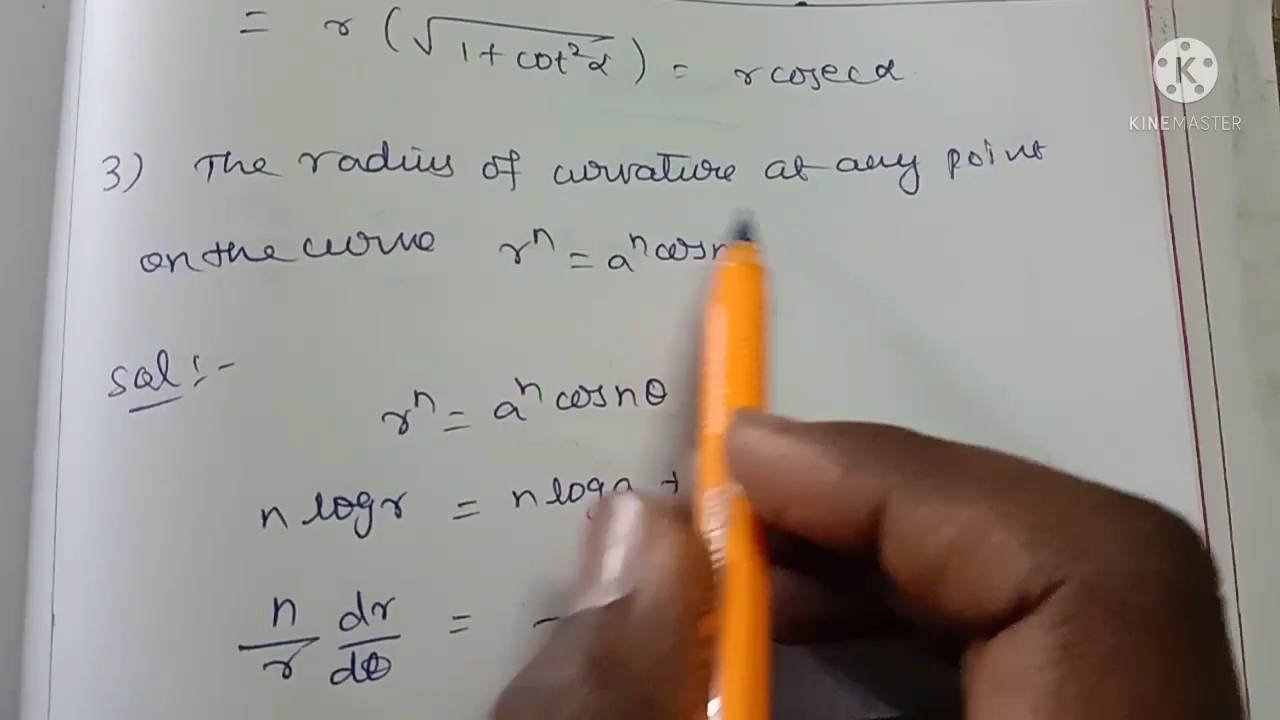 = r (√1+cot²α) = r cosec α
K
KINEMASTER
3) The radius of curvature at any point
on the curve rⁿ = aⁿ cos n
Sol :-
rⁿ = aⁿ cos nθ
n log r = n log a +
n/r dr/dθ = -